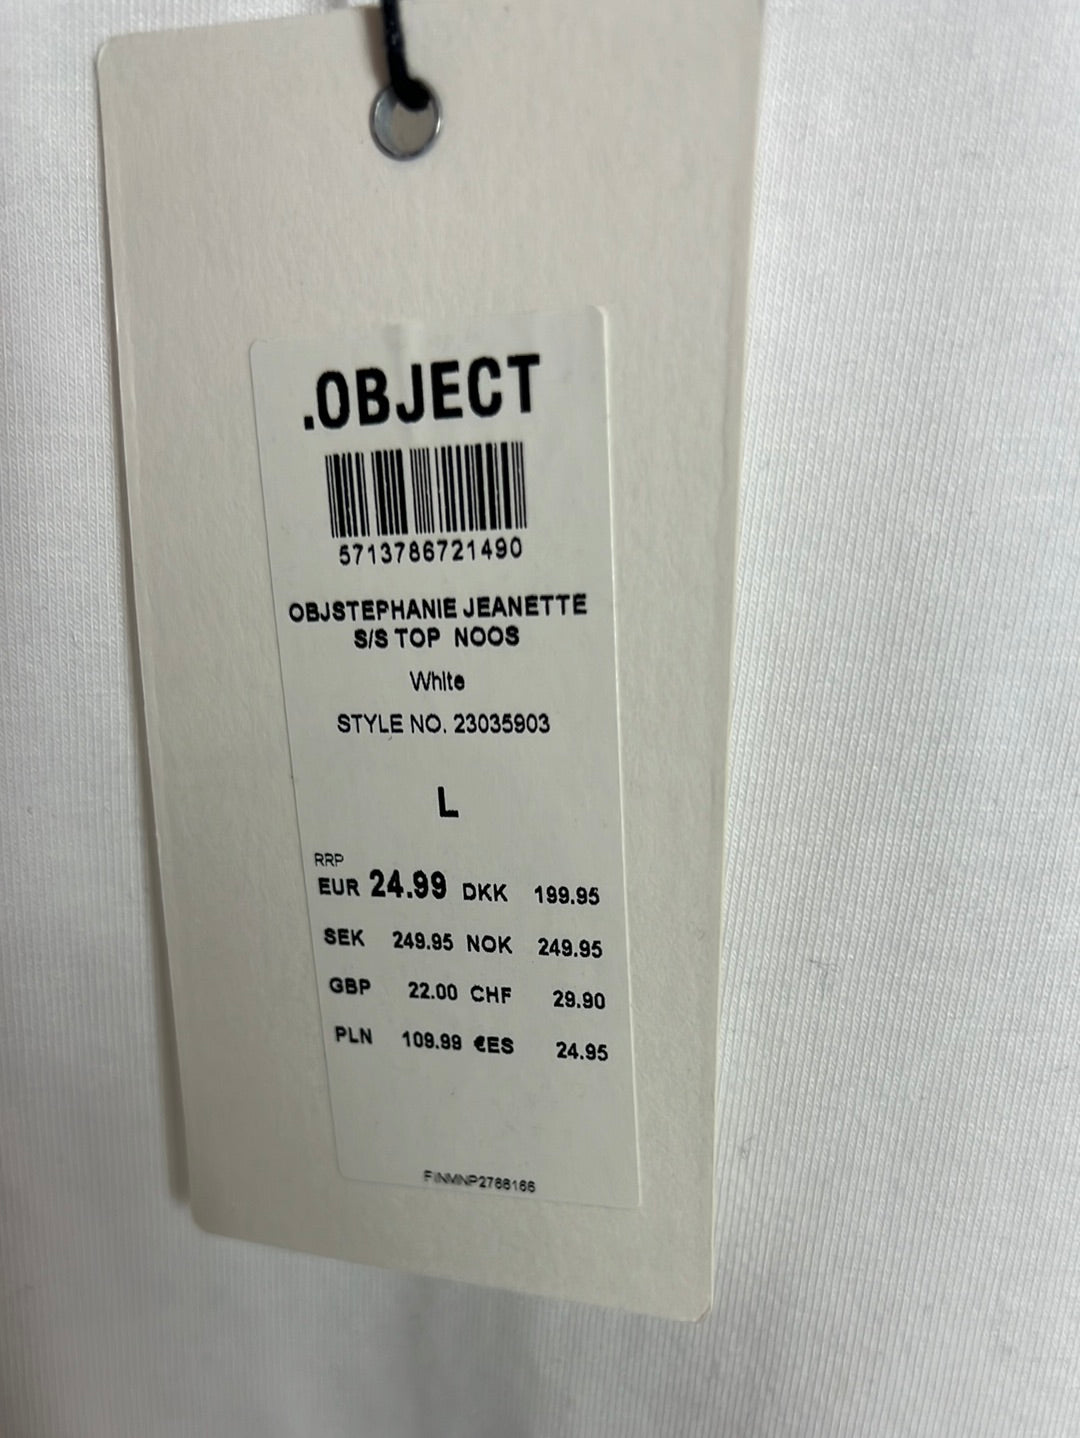 .OBJECT
5713786721490
OBJSTEPHANIE JEANETTE
S/S TOP NOOS
White
STYLE NO. 23035903
L
RRP
EUR 24.99 DKK 199.95
SEK 249.95 NOK 249.95
GBP 22.00 CHF 29.90
PLN 109.99 €ES 24.95